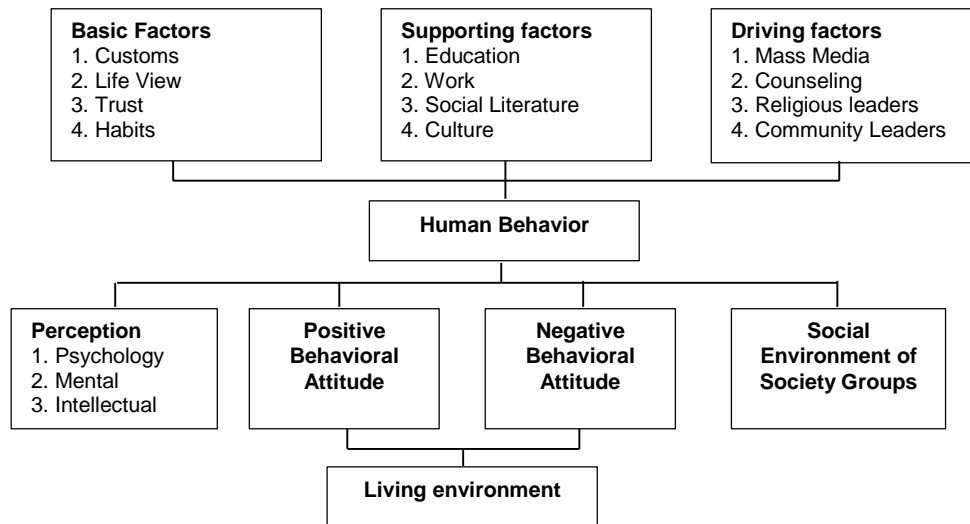 Basic Factors
1. Customs
2. Life View
3. Trust
4. Habits
Supporting factors
1. Education
2. Work
3. Social Literature
4. Culture
Driving factors
1. Mass Media
2. Counseling
3. Religious leaders
4. Community Leaders
Human Behavior
Perception
1. Psychology
2. Mental
3. Intellectual
Positive
Behavioral
Attitude
Negative
Behavioral
Attitude
Social
Environment of
Society Groups
Living environment